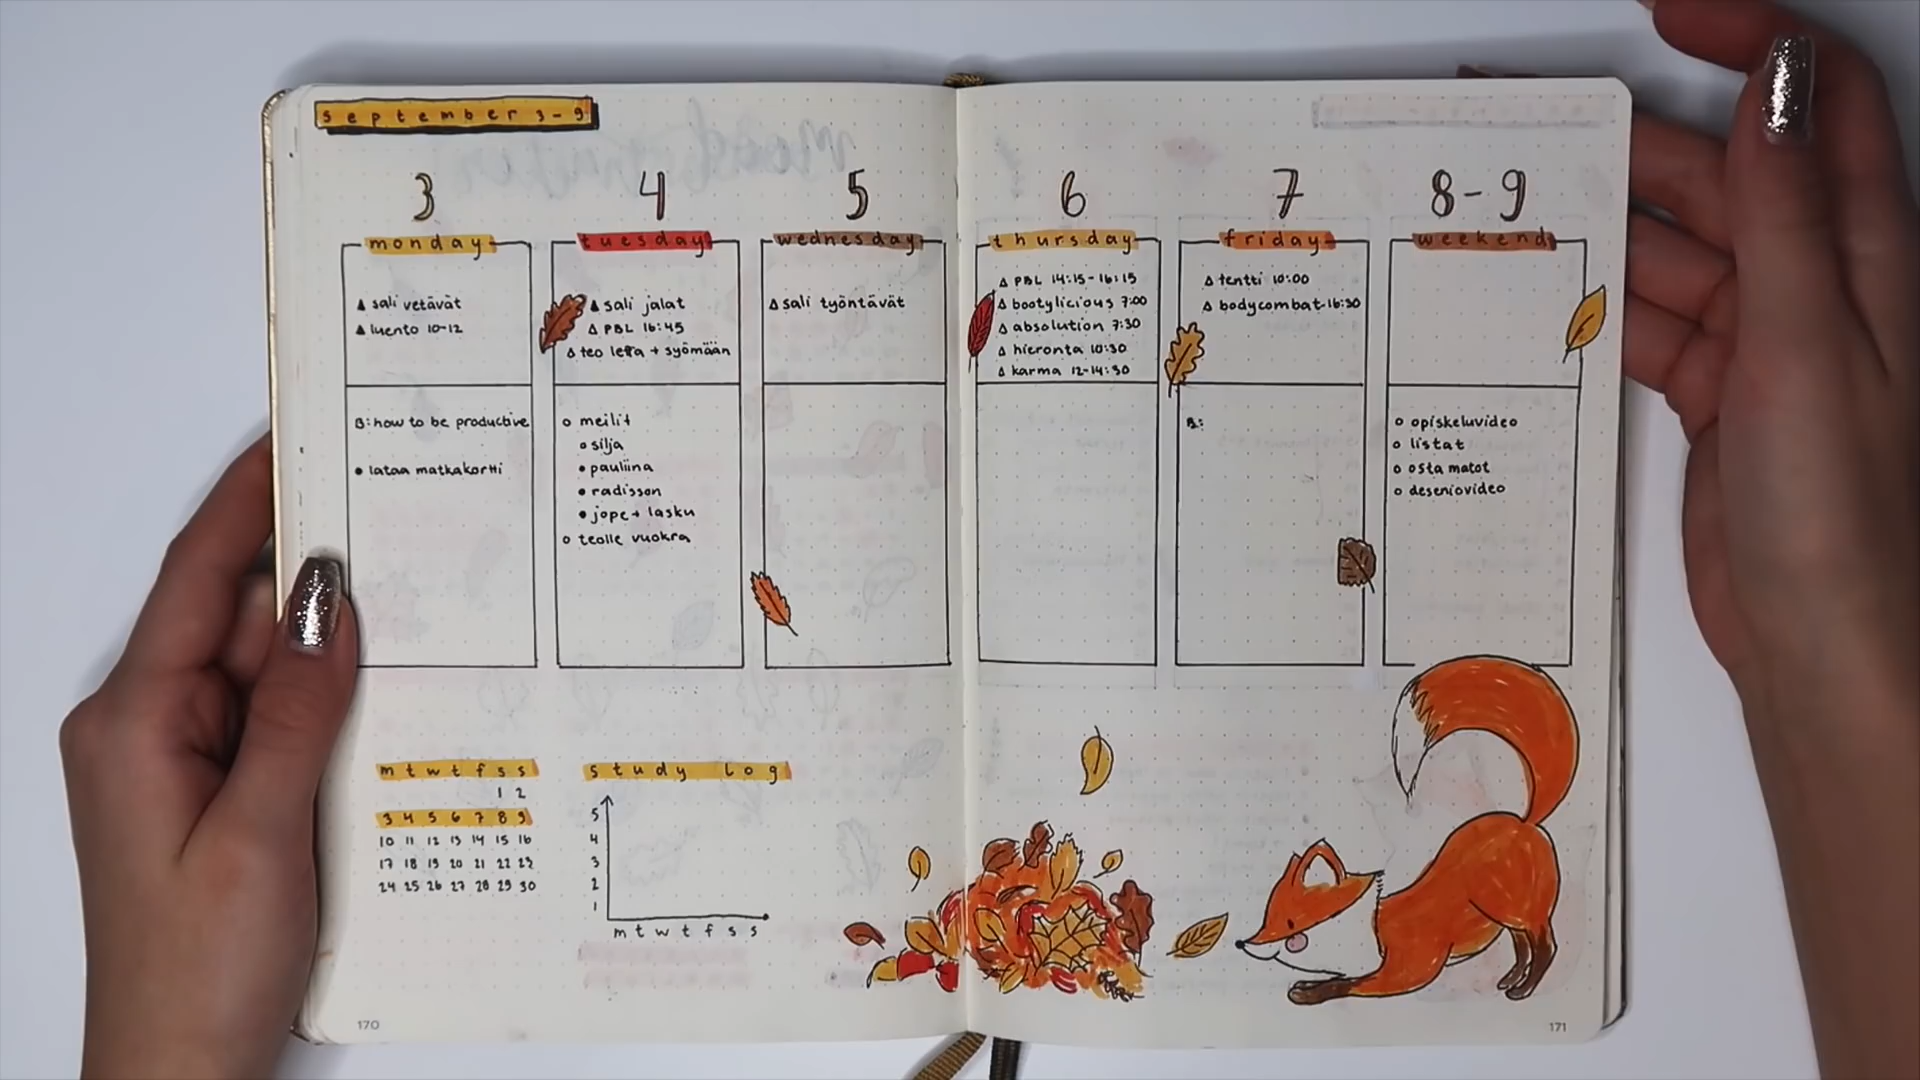 september 3-9
3
monday
▲ sali vetävät
▲ luento 10-12
B: how to be productive
• lataa matkakortti
4
tuesday
▲ sali jalat
△ PBL 16:45
△ teo leffa + syömään
o meilit
o silja
• pauliina
• radisson
• jope + lasku
o teolle vuokra
5
wednesday
△ sali työntävät
6
thursday
△ PBL 14:15-16:15
△ bootylicious 7:00
△ absolution 7:30
△ hieronta 10:30
△ karma 12-14:30
7
friday
△ tentti 10:00
△ bodycombat 16:30
B:
8-9
weekend
o opiskeluvideo
o listat
o osta matot
o deseniovideo
m t w t f s s
1 2
3 4 5 6 7 8 9
10 11 12 13 14 15 16
17 18 19 20 21 22 23
24 25 26 27 28 29 30
study log
5
4
3
2
1
m t w t f s s
170
171